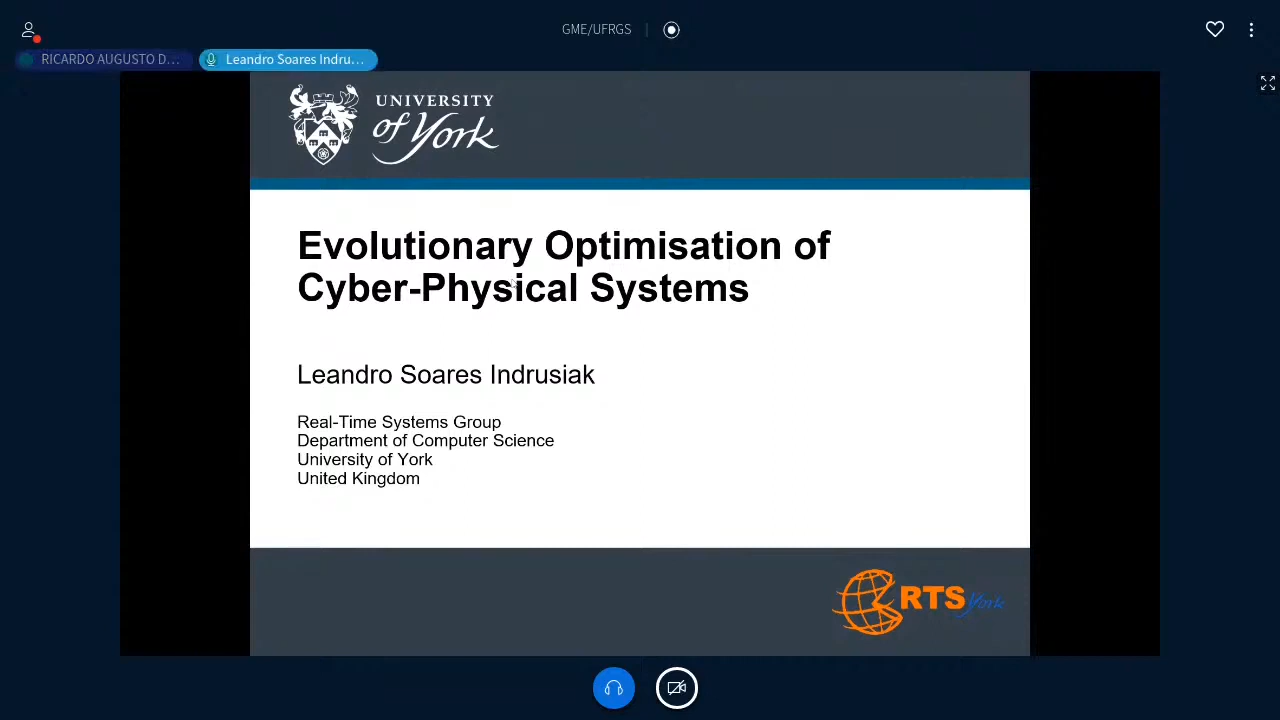 GME/UFRGS
RICARDO AUGUSTO D...
Leandro Soares Indru...
UNIVERSITY
of York
Evolutionary Optimisation of
Cyber-Physical Systems
Leandro Soares Indrusiak
Real-Time Systems Group
Department of Computer Science
University of York
United Kingdom
RTS York